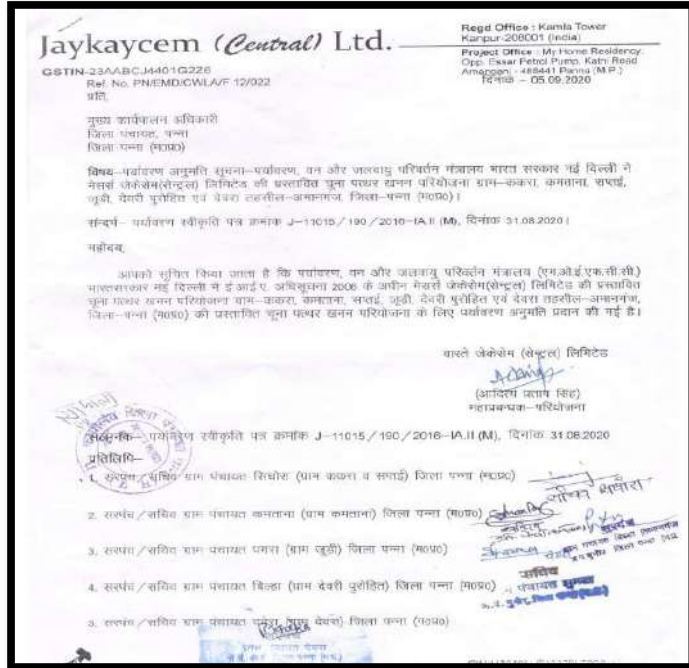 Jaykaycem (Central) Ltd.
Regd Office : Kamla Tower
Kanpur-208001 (India)
Project Office : My Home Residency,
Opp. Essar Petrol Pump, Katni Road
Amanganj - 488441 Panna (M.P.)
GSTIN-23AABCJ4401G226
Ref. No. PN/EMD/CWLA/F 12/022
दिनांक – 05.09.2020
प्रति,
मुख्य कार्यपालन अधिकारी
जिला पंचायत, पन्ना
जिला पन्ना (म०प्र०)
विषय–पर्यावरण अनुमति सूचना–पर्यावरण, वन और जलवायु परिवर्तन मंत्रालय भारत सरकार नई दिल्ली ने
मेसर्स जेकेसेम(सेन्ट्रल) लिमिटेड की प्रस्तावित चूना पत्थर खनन परियोजना ग्राम–ककरा, कमताना, सप्तई,
जूड़ी, देवरी पुरोहित एवं देवरा तहसील–अमानगंज, जिला–पन्ना (म०प्र०)।
सन्दर्भ– पर्यावरण स्वीकृति पत्र क्रमांक J–11015/190/2016–IA.II (M), दिनांक 31.08.2020।
महोदय,
आपको सूचित किया जाता है कि पर्यावरण, वन और जलवायु परिवर्तन मंत्रालय (एम.ओ.ई.एफ.सी.सी.)
भारतसरकार नई दिल्ली ने ई.आई.ए. अधिसूचना 2006 के अधीन मेसर्स जेकेसेम(सेन्ट्रल) लिमिटेड की प्रस्तावित
चूना पत्थर खनन परियोजना ग्राम–ककरा, कमताना, सप्तई, जूड़ी, देवरी पुरोहित एवं देवरा तहसील–अमानगंज,
जिला–पन्ना (म०प्र०) को प्रस्तावित चूना पत्थर खनन परियोजना के लिए पर्यावरण अनुमति प्रदान की गई है।
वास्ते जेकेसेम (सेन्ट्रल) लिमिटेड
(आदित्य प्रताप सिंह)
महाप्रबन्धक–परियोजना
संलग्नक– पर्यावरण स्वीकृति पत्र क्रमांक J–11015/190/2016–IA.II (M), दिनांक 31.08.2020
प्रतिलिपि–
1. सरपंच/सचिव ग्राम पंचायत सिंघोरा (ग्राम ककरा व सप्तई) जिला पन्ना (म०प्र०)
2. सरपंच/सचिव ग्राम पंचायत कमताना (ग्राम कमताना) जिला पन्ना (म०प्र०)
3. सरपंच/सचिव ग्राम पंचायत पगरा (ग्राम जूड़ी) जिला पन्ना (म०प्र०)
4. सरपंच/सचिव ग्राम पंचायत बिल्हा (ग्राम देवरी पुरोहित) जिला पन्ना (म०प्र०)
सचिव
5. सरपंच/सचिव ग्राम पंचायत (ग्राम देवरा) जिला पन्ना (म०प्र०)